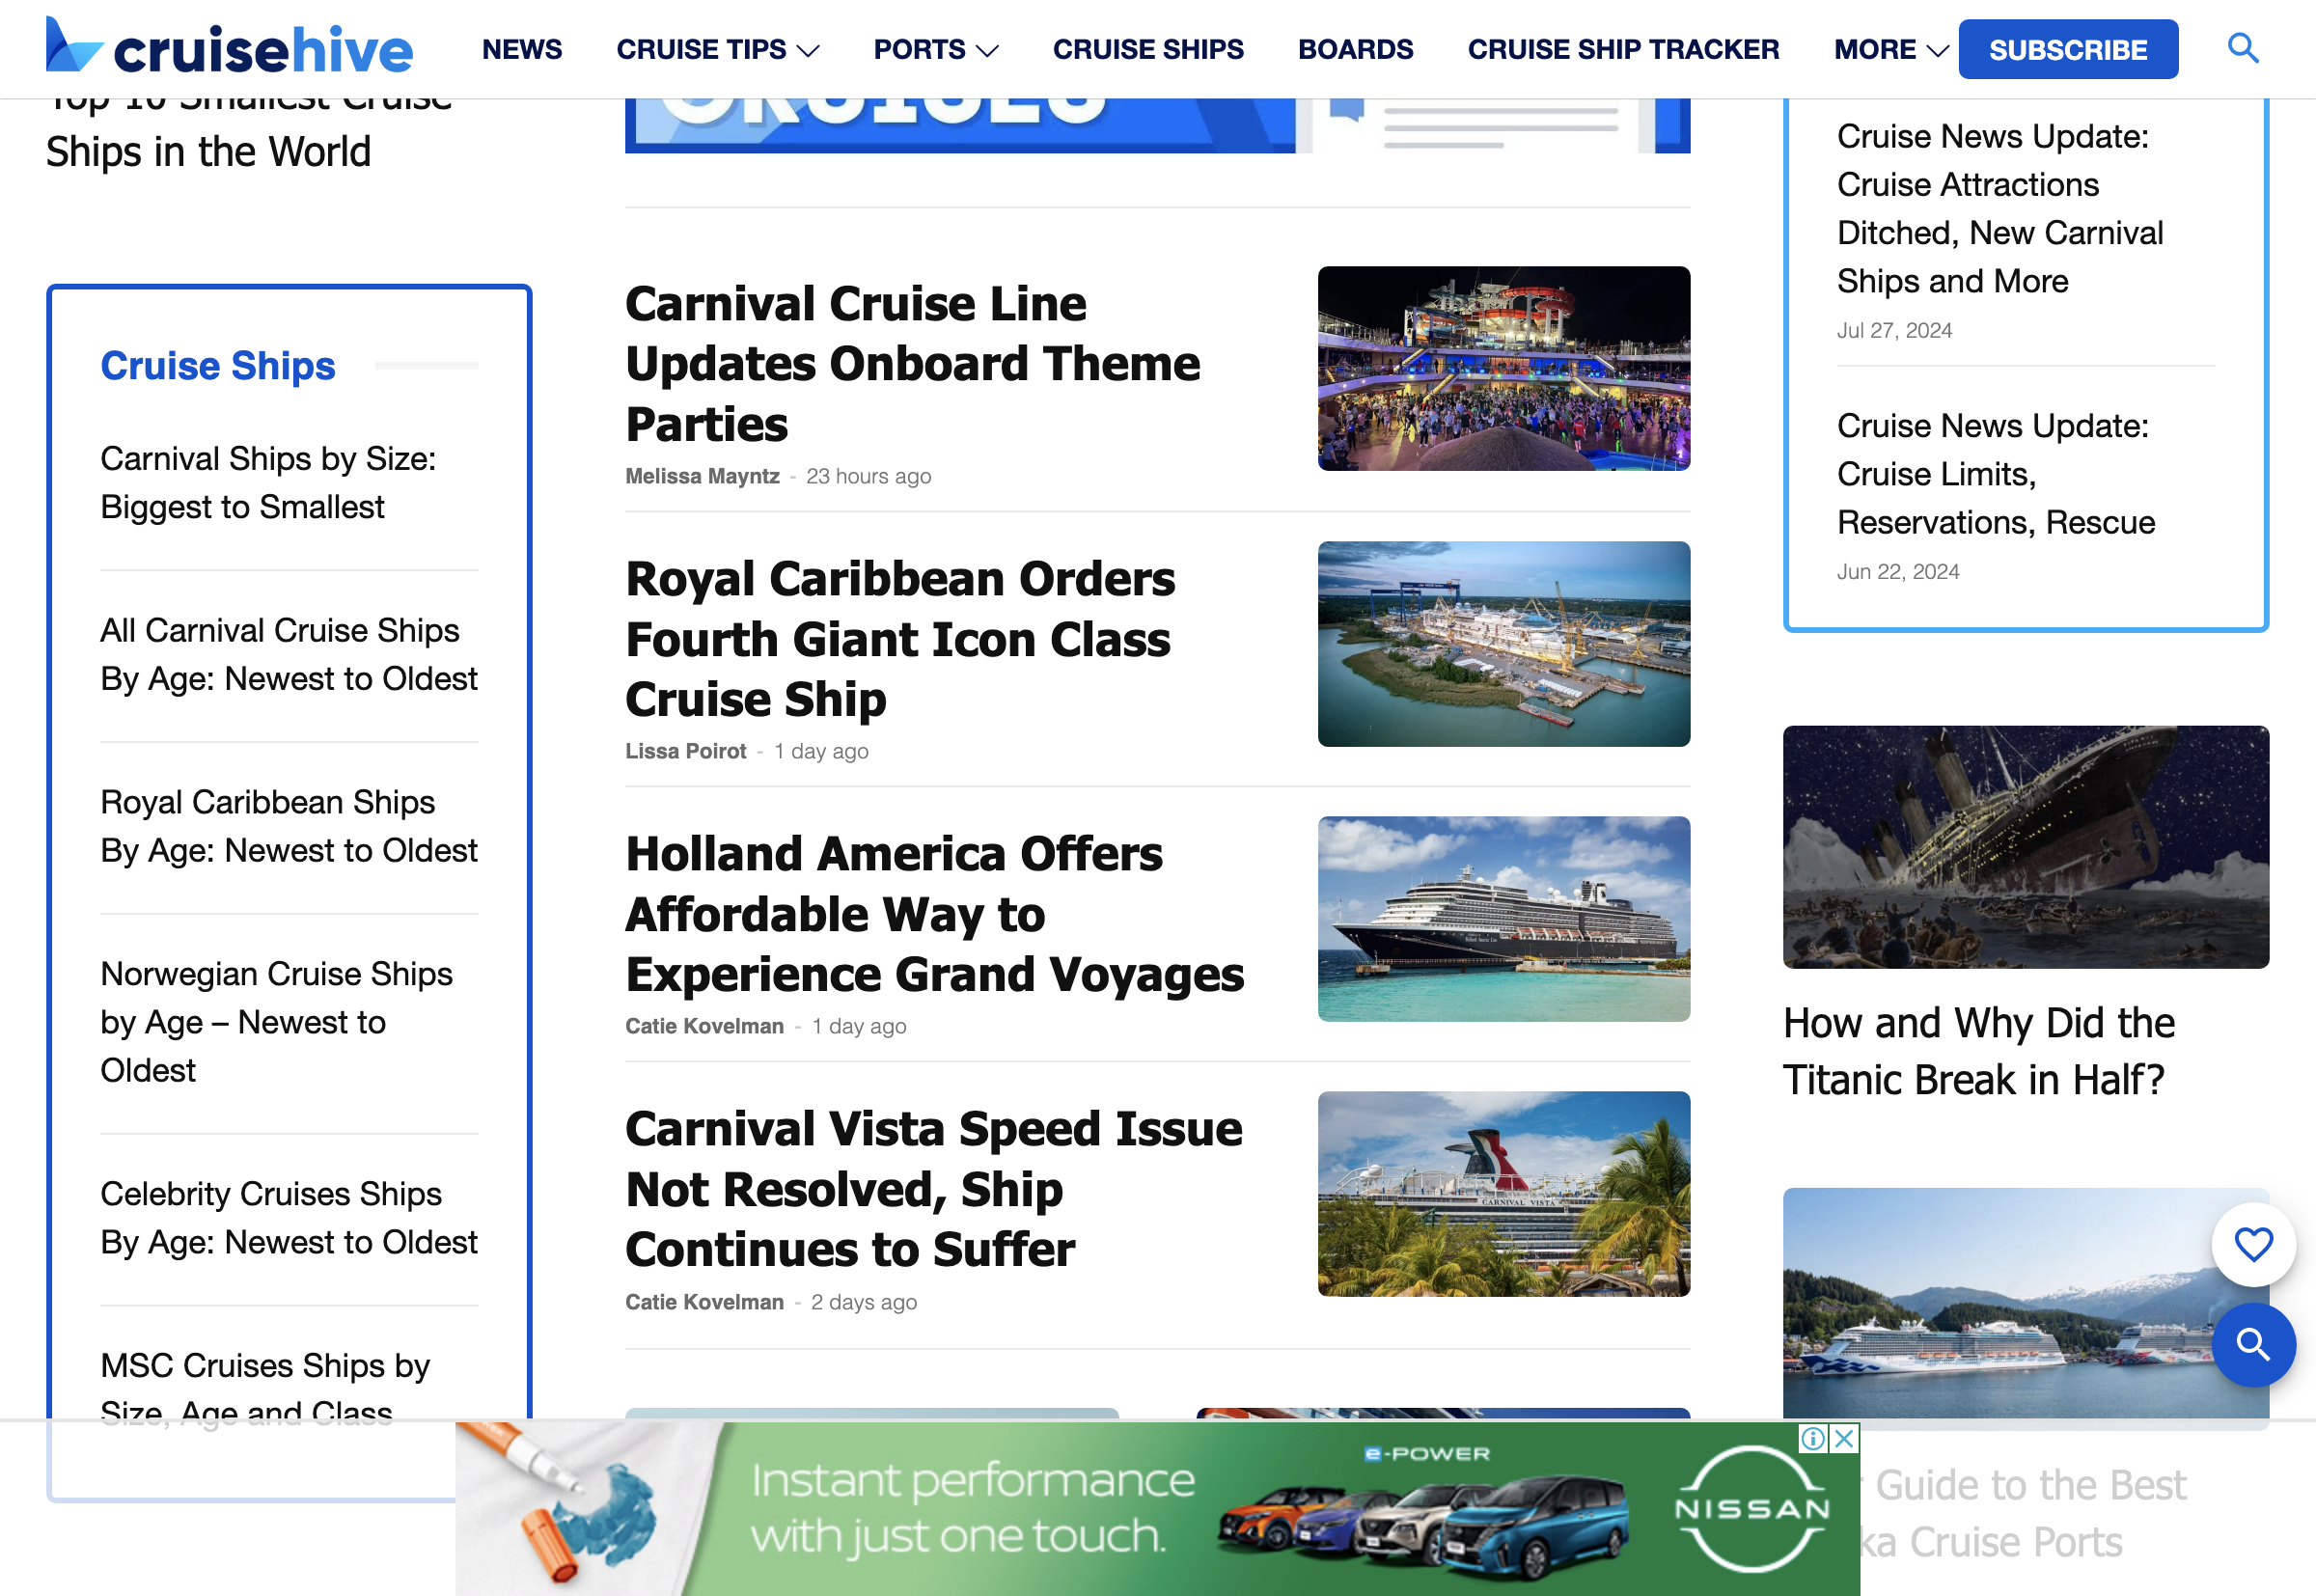 cruisehive
NEWS
CRUISE TIPS
PORTS
CRUISE SHIPS
BOARDS
CRUISE SHIP TRACKER
MORE
SUBSCRIBE
Top 10 Smallest Cruise
Ships in the World
Cruise Ships
Carnival Ships by Size:
Biggest to Smallest
All Carnival Cruise Ships
By Age: Newest to Oldest
Royal Caribbean Ships
By Age: Newest to Oldest
Norwegian Cruise Ships
by Age – Newest to
Oldest
Celebrity Cruises Ships
By Age: Newest to Oldest
MSC Cruises Ships by
Size, Age and Class
CRUISES
Carnival Cruise Line
Updates Onboard Theme
Parties
Melissa Mayntz - 23 hours ago
Royal Caribbean Orders
Fourth Giant Icon Class
Cruise Ship
Lissa Poirot - 1 day ago
Holland America Offers
Affordable Way to
Experience Grand Voyages
Catie Kovelman - 1 day ago
Carnival Vista Speed Issue
Not Resolved, Ship
Continues to Suffer
Catie Kovelman - 2 days ago
CARNIVAL VISTA
Cruise News Update:
Cruise Attractions
Ditched, New Carnival
Ships and More
Jul 27, 2024
Cruise News Update:
Cruise Limits,
Reservations, Rescue
Jun 22, 2024
How and Why Did the
Titanic Break in Half?
Guide to the Best
ka Cruise Ports
Instant performance
with just one touch.
e-POWER
NISSAN